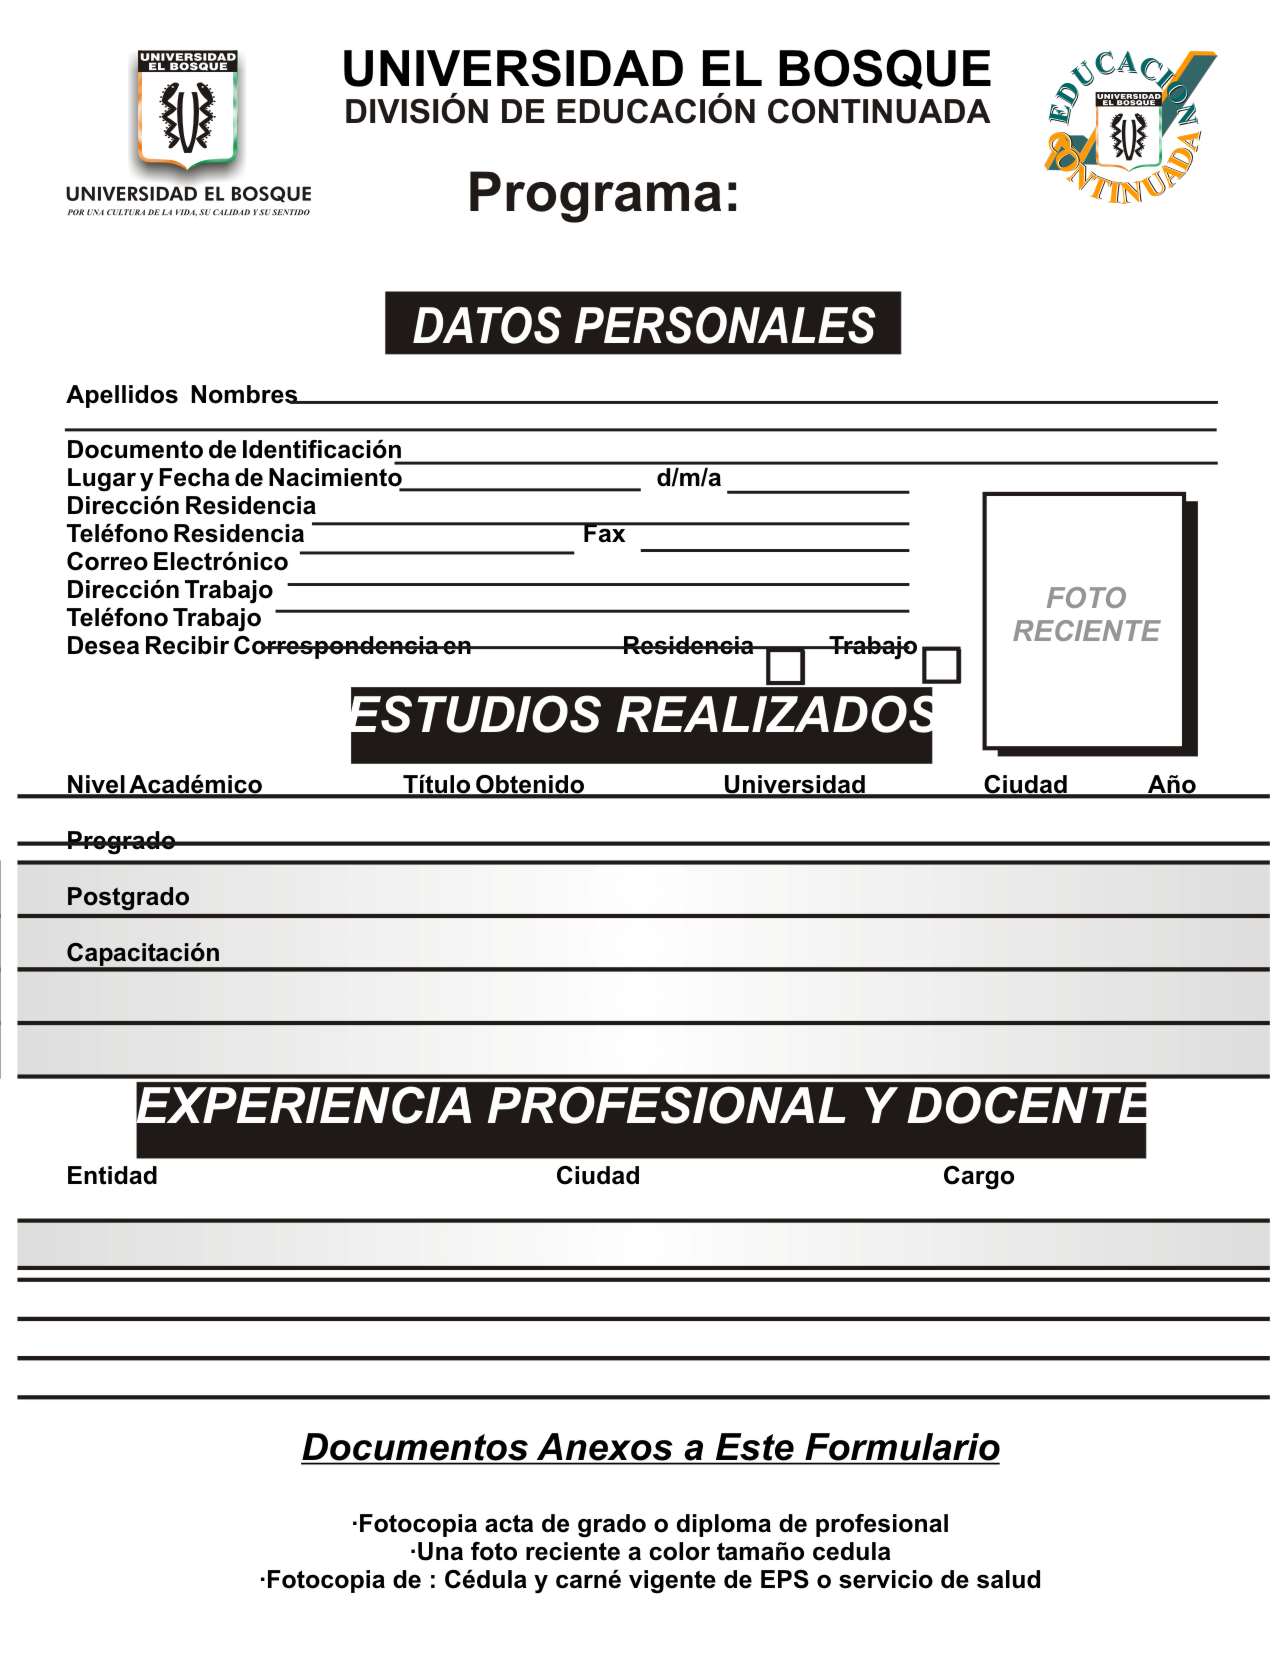 UNIVERSIDAD EL BOSQUE
DIVISIÓN DE EDUCACIÓN CONTINUADA
UNIVERSIDAD
EL BOSQUE
UNIVERSIDAD EL BOSQUE
POR UNA CULTURA DE LA VIDA, SU CALIDAD Y SU SENTIDO
EDUCACION
CONTINUADA
UNIVERSIDAD
EL BOSQUE
Programa:
DATOS PERSONALES
Apellidos Nombres
Documento de Identificación
Lugar y Fecha de Nacimiento d/m/a
Dirección Residencia
Teléfono Residencia Fax
Correo Electrónico
Dirección Trabajo
Teléfono Trabajo
Desea Recibir Correspondencia en Residencia Trabajo
FOTO
RECIENTE
ESTUDIOS REALIZADOS
Nivel Académico Título Obtenido Universidad Ciudad Año
Pregrado
Postgrado
Capacitación
EXPERIENCIA PROFESIONAL Y DOCENTE
Entidad Ciudad Cargo
Documentos Anexos a Este Formulario
·Fotocopia acta de grado o diploma de profesional
·Una foto reciente a color tamaño cedula
·Fotocopia de : Cédula y carné vigente de EPS o servicio de salud